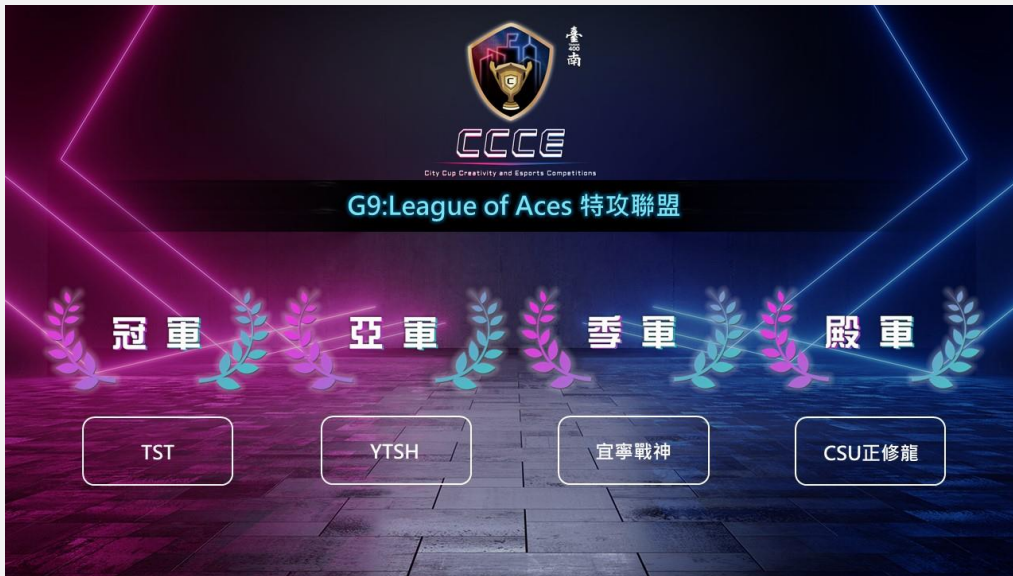 臺南
400
CCCE
City Cup Creativity and Esports Competitions
G9:League of Aces 特攻聯盟
冠軍
亞軍
季軍
殿軍
TST
YTSH
宜寧戰神
CSU正修龍